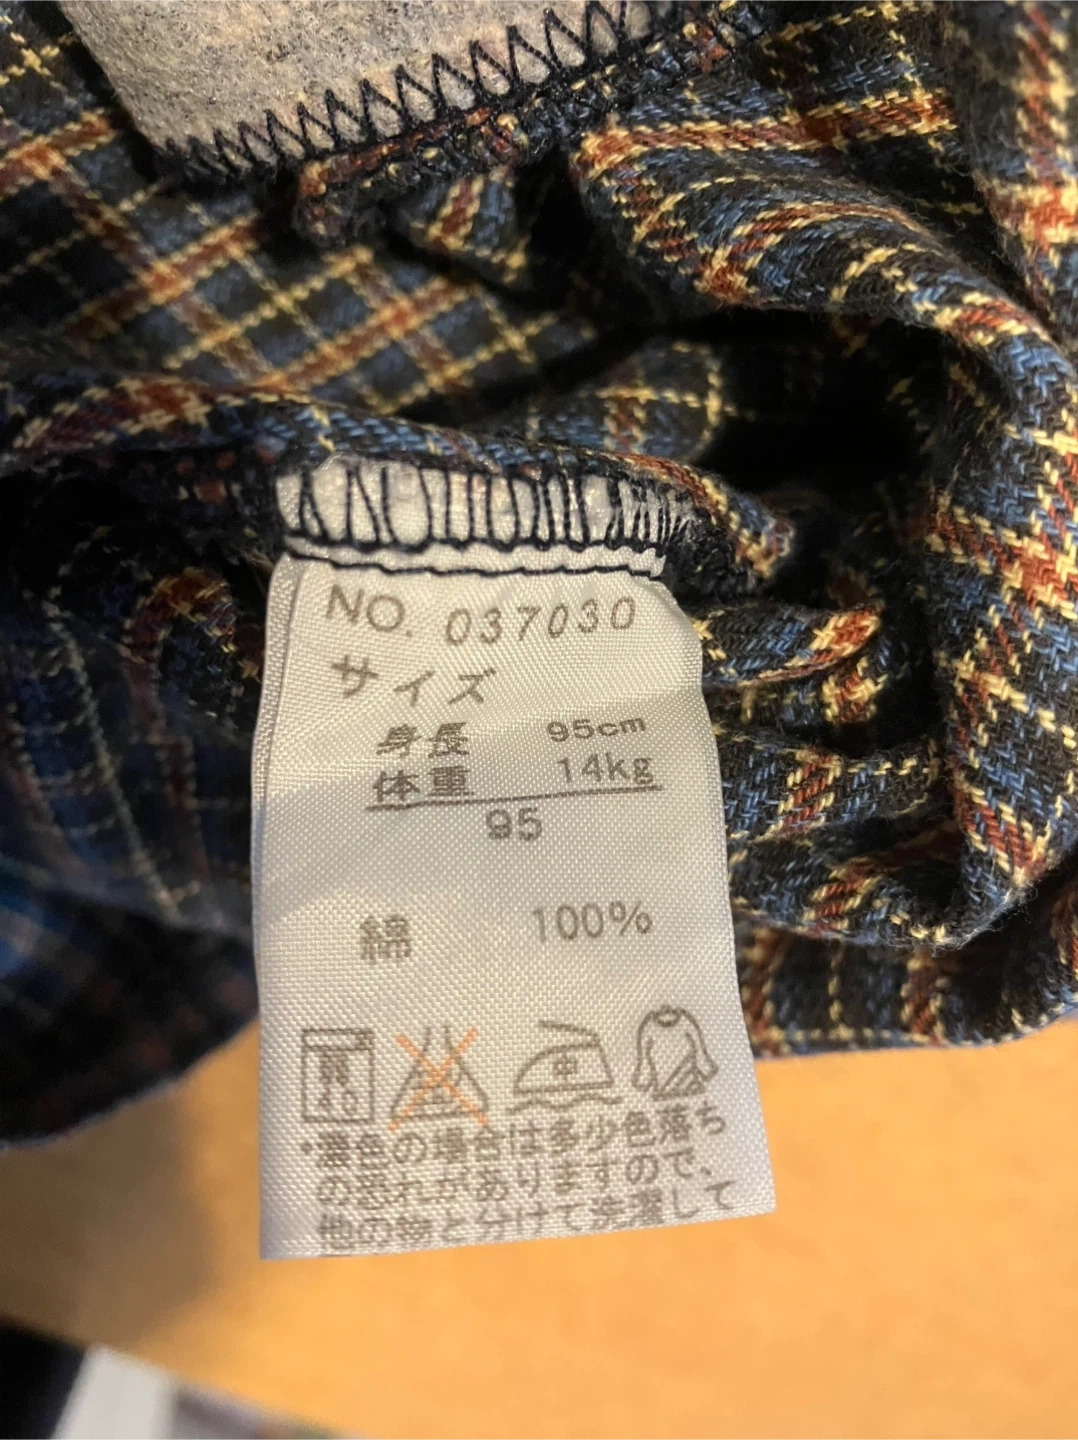 NO. 037030
サイズ
身長 95cm
体重 14kg
95
綿 100%
40
中
・濃色の場合は多少色落ち
の恐れがありますので、
他の物と分けて洗濯して